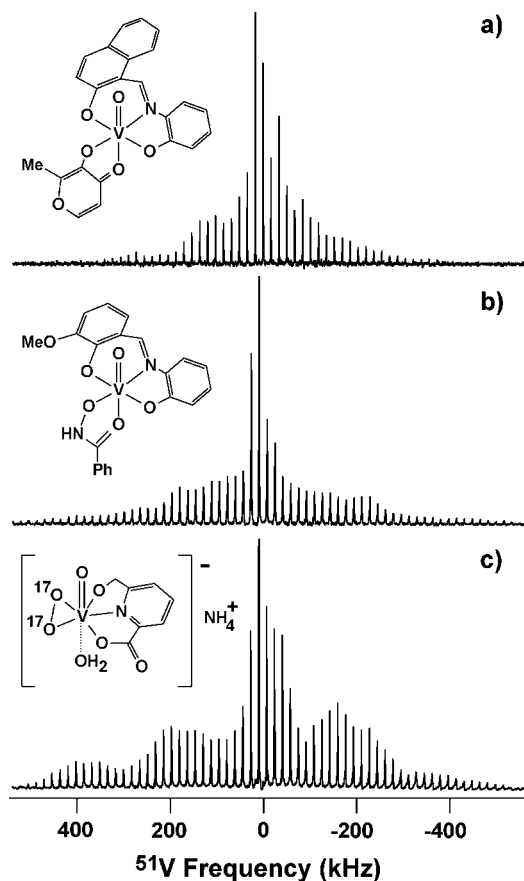 a)
O
O
N
V
O
O
Me
O
O
b)
MeO
O
O
N
V
O
O
HN
O
Ph
c)
O
17O
O
17O
V
N
O
O
OH2
−
NH4+
400 200 0 -200 -400
51V Frequency (kHz)